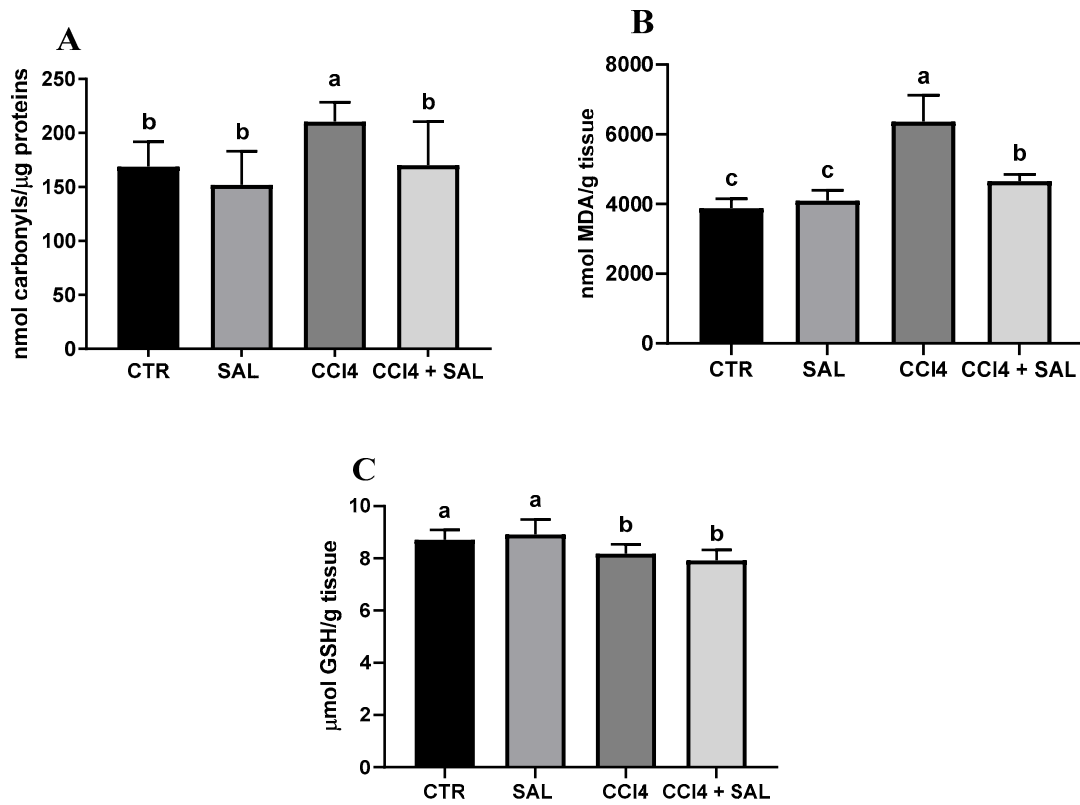 A
nmol carbonyls/μg proteins
250
200
150
100
50
0
b
b
a
b
CTR
SAL
CCl4
CCl4 + SAL
B
nmol MDA/g tissue
8000
6000
4000
2000
0
c
c
a
b
CTR
SAL
CCl4
CCl4 + SAL
C
μmol GSH/g tissue
10
8
6
4
2
0
a
a
b
b
CTR
SAL
CCl4
CCl4 + SAL